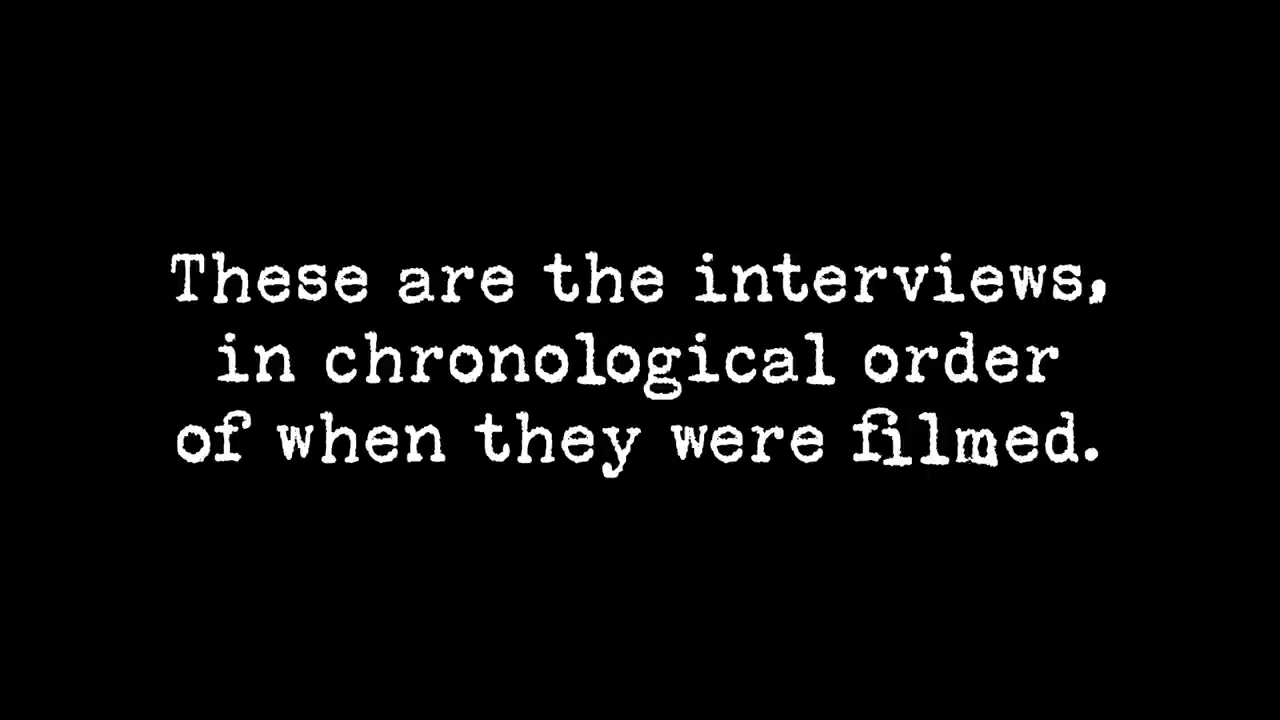 These are the interviews,
in chronological order
of when they were filmed.